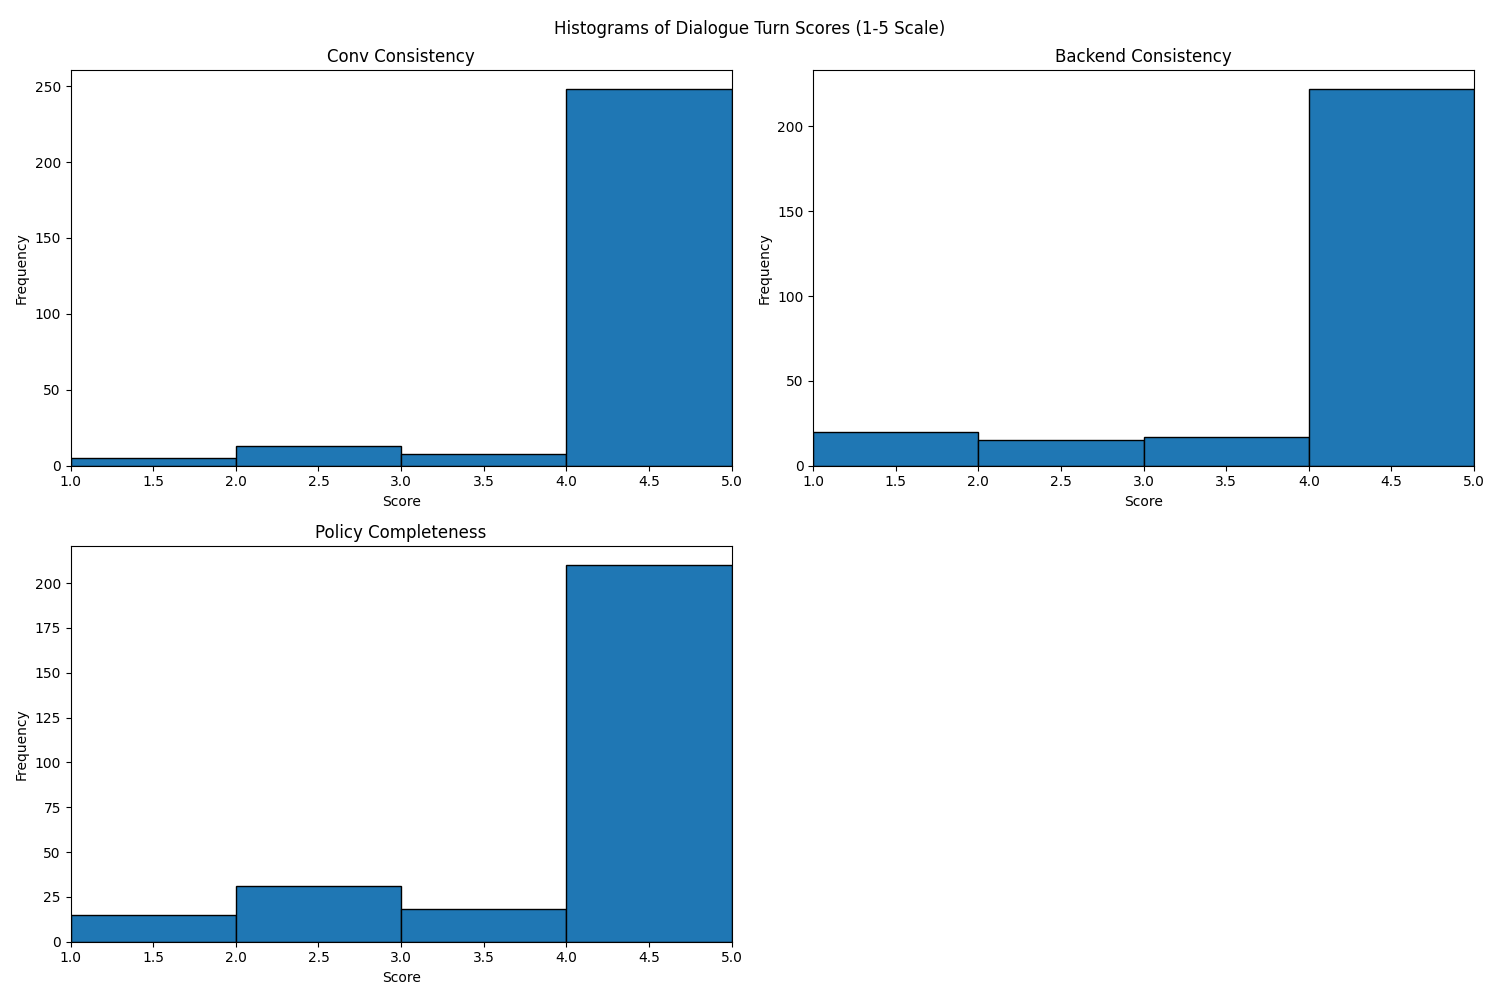 Histograms of Dialogue Turn Scores (1-5 Scale)
Conv Consistency
250
200
150
100
50
0
Frequency
1.0 1.5 2.0 2.5 3.0 3.5 4.0 4.5 5.0
Score
Backend Consistency
200
150
100
50
0
Frequency
1.0 1.5 2.0 2.5 3.0 3.5 4.0 4.5 5.0
Score
Policy Completeness
200
175
150
125
100
75
50
25
0
Frequency
1.0 1.5 2.0 2.5 3.0 3.5 4.0 4.5 5.0
Score